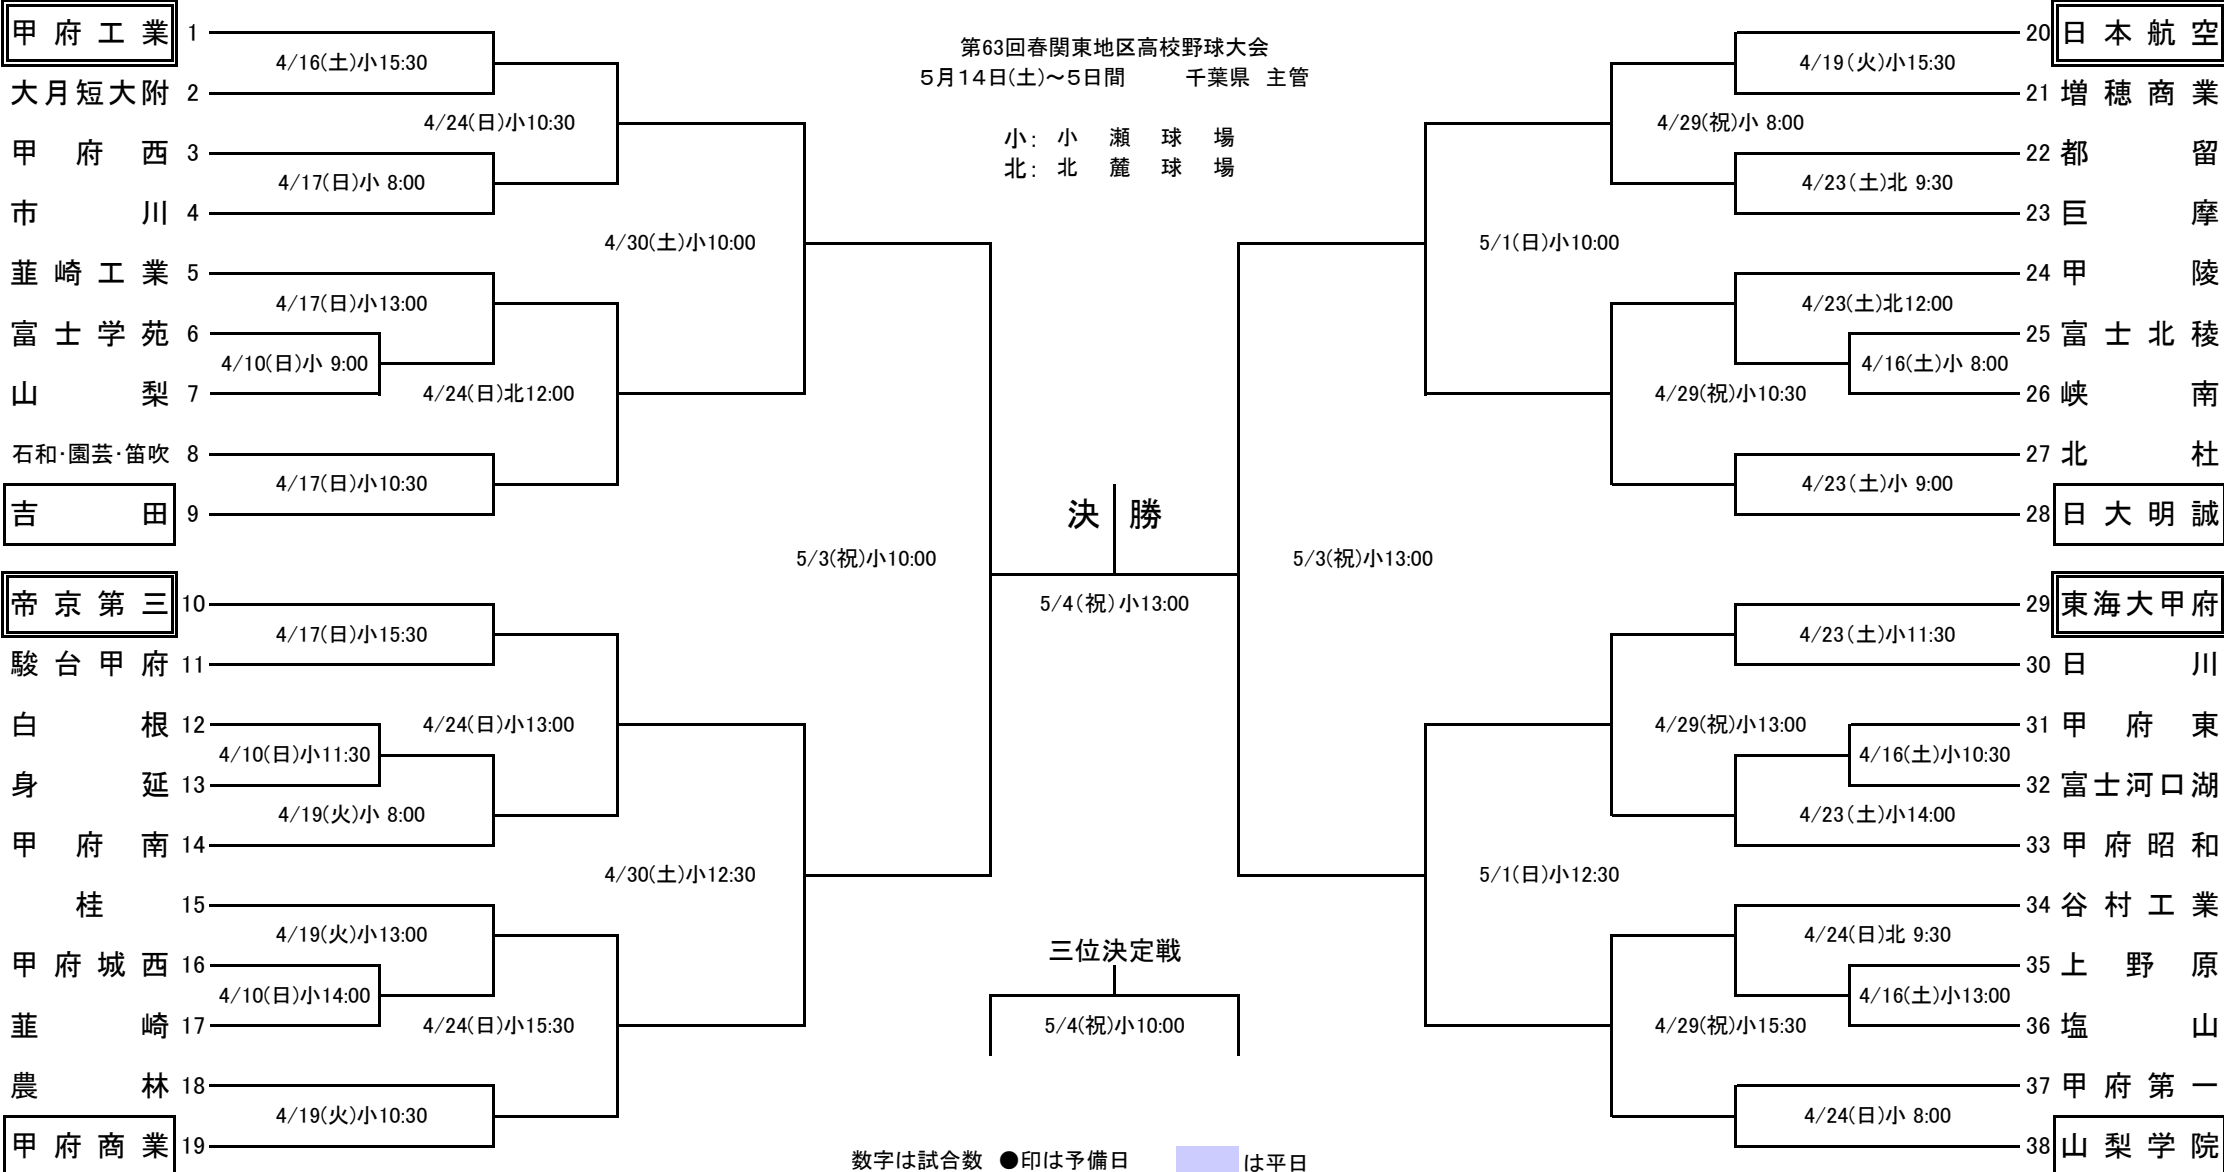 第63回春関東地区高校野球大会
５月１４日(土)～５日間　千葉県 主管
小： 小 瀬 球 場
北： 北 麓 球 場
甲府工業 1
4/16(土)小15:30
大月短大附 2
4/24(日)小10:30
甲府西 3
4/17(日)小 8:00
市川 4
4/30(土)小10:00
韮崎工業 5
4/17(日)小13:00
富士学苑 6
4/10(日)小 9:00
山梨 7
4/24(日)北12:00
石和･園芸･笛吹 8
4/17(日)小10:30
吉田 9
5/3(祝)小10:00
帝京第三 10
4/17(日)小15:30
駿台甲府 11
4/24(日)小13:00
白根 12
4/10(日)小11:30
身延 13
4/19(火)小 8:00
甲府南 14
4/30(土)小12:30
桂 15
4/19(火)小13:00
甲府城西 16
4/10(日)小14:00
韮崎 17
4/24(日)小15:30
農林 18
4/19(火)小10:30
甲府商業 19
決 勝
5/4(祝)小13:00
三位決定戦
5/4(祝)小10:00
20 日本航空
4/19(火)小15:30
21 増穂商業
4/29(祝)小 8:00
22 都留
4/23(土)北 9:30
23 巨摩
5/1(日)小10:00
24 甲陵
4/23(土)北12:00
25 富士北稜
4/16(土)小 8:00
26 峡南
4/29(祝)小10:30
27 北杜
4/23(土)小 9:00
28 日大明誠
5/3(祝)小13:00
29 東海大甲府
4/23(土)小11:30
30 日川
4/29(祝)小13:00
31 甲府東
4/16(土)小10:30
32 富士河口湖
4/23(土)小14:00
33 甲府昭和
5/1(日)小12:30
34 谷村工業
4/24(日)北 9:30
35 上野原
4/16(土)小13:00
36 塩山
4/29(祝)小15:30
37 甲府第一
4/24(日)小 8:00
38 山梨学院
数字は試合数 ●印は予備日 は平日